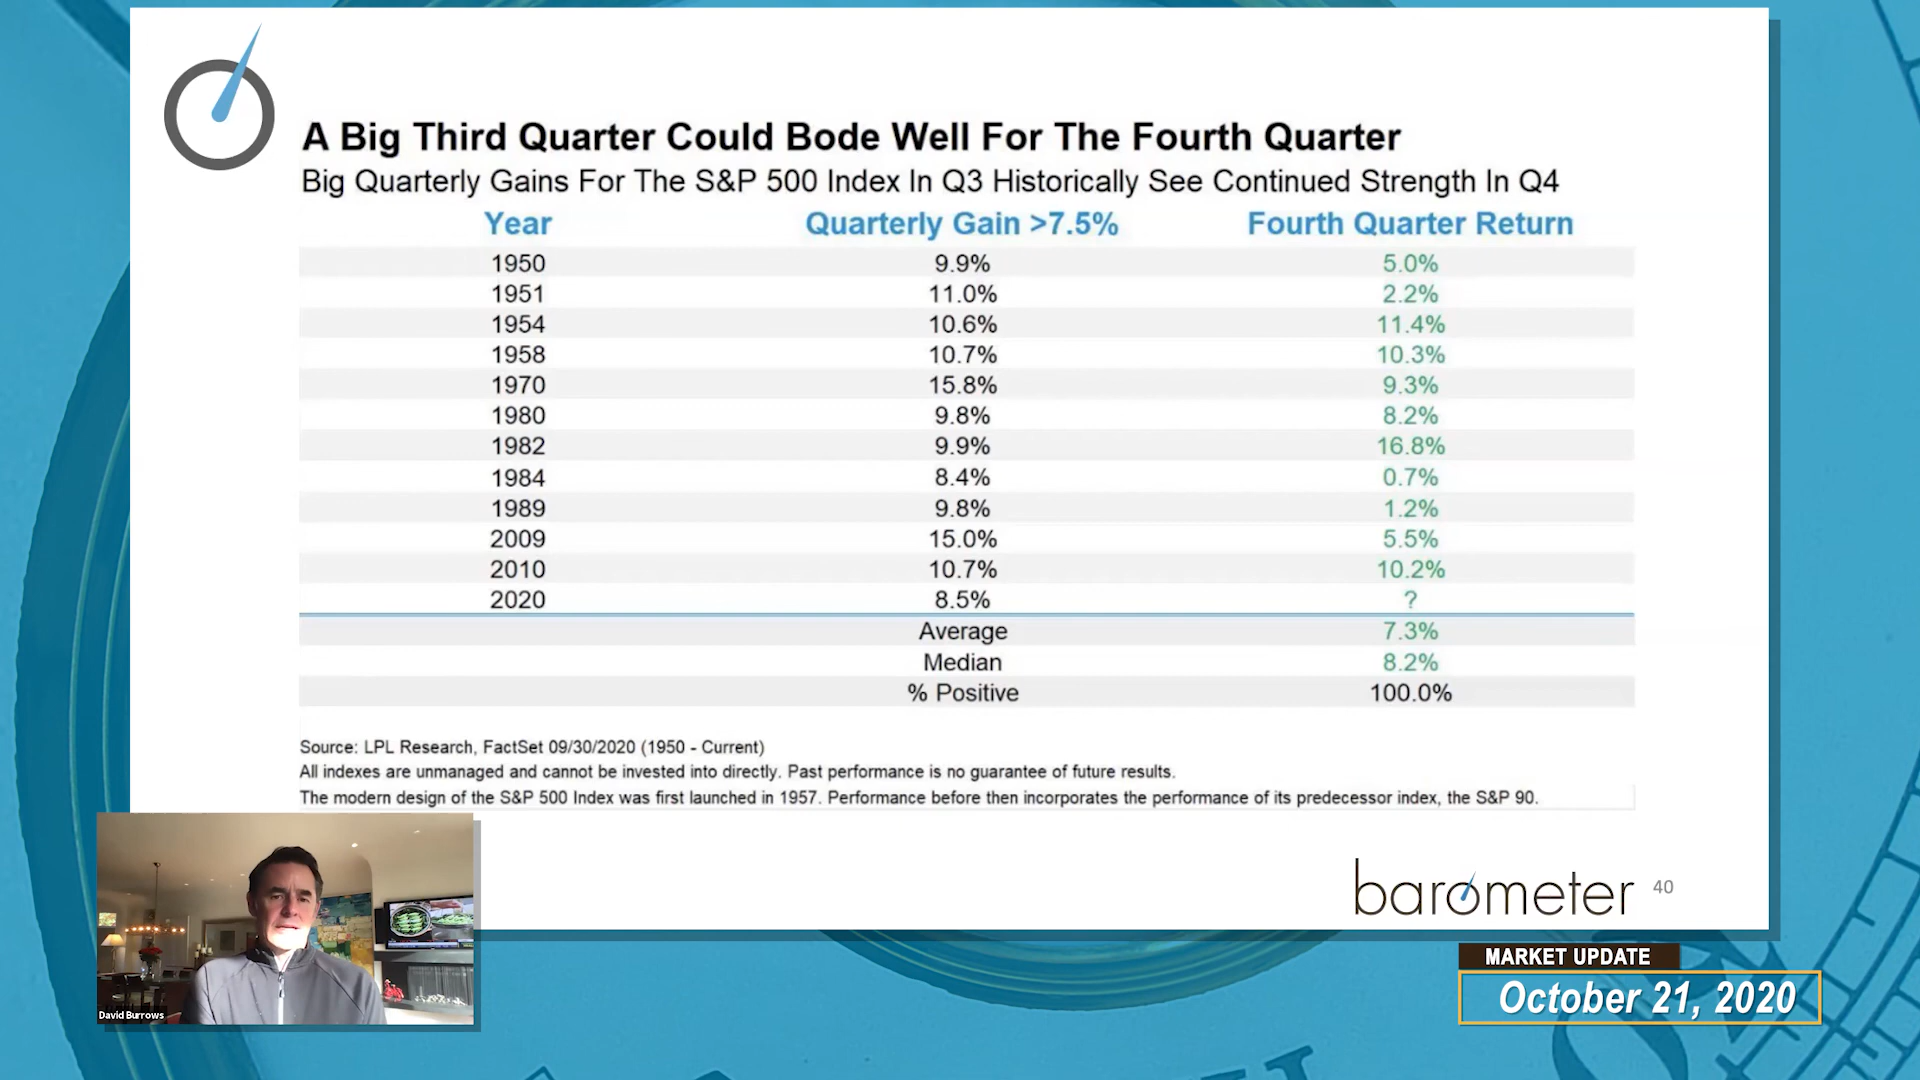 A Big Third Quarter Could Bode Well For The Fourth Quarter
Big Quarterly Gains For The S&P 500 Index In Q3 Historically See Continued Strength In Q4
Year Quarterly Gain >7.5% Fourth Quarter Return
1950 9.9% 5.0%
1951 11.0% 2.2%
1954 10.6% 11.4%
1958 10.7% 10.3%
1970 15.8% 9.3%
1980 9.8% 8.2%
1982 9.9% 16.8%
1984 8.4% 0.7%
1989 9.8% 1.2%
2009 15.0% 5.5%
2010 10.7% 10.2%
2020 8.5% ?
Average 7.3%
Median 8.2%
% Positive 100.0%
Source: LPL Research, FactSet 09/30/2020 (1950 - Current)
All indexes are unmanaged and cannot be invested into directly. Past performance is no guarantee of future results.
The modern design of the S&P 500 Index was first launched in 1957. Performance before then incorporates the performance of its predecessor index, the S&P 90.
barometer 40
David Burrows
MARKET UPDATE
October 21, 2020